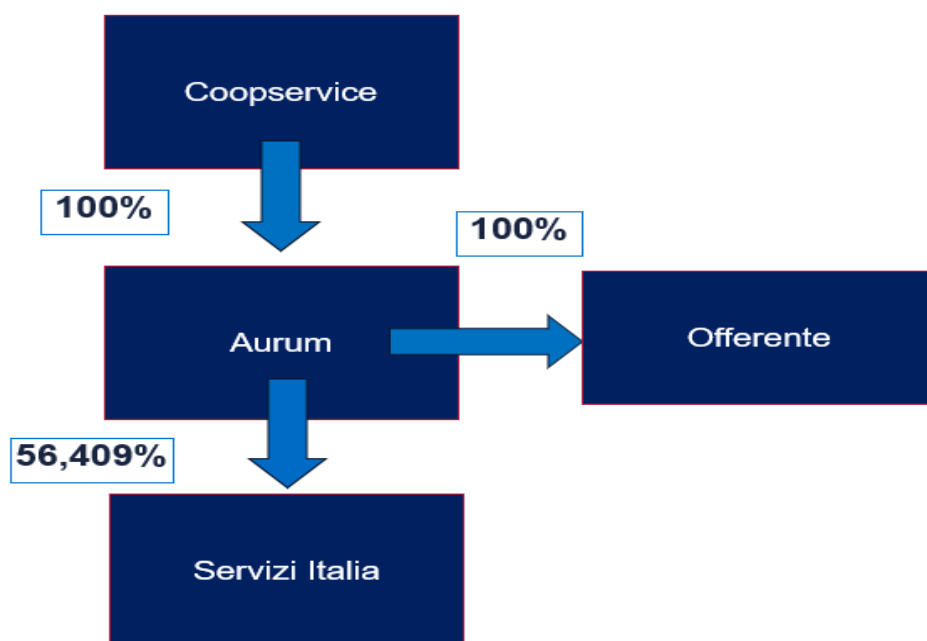 Coopservice
100%
100%
Aurum
Offerente
56,409%
Servizi Italia